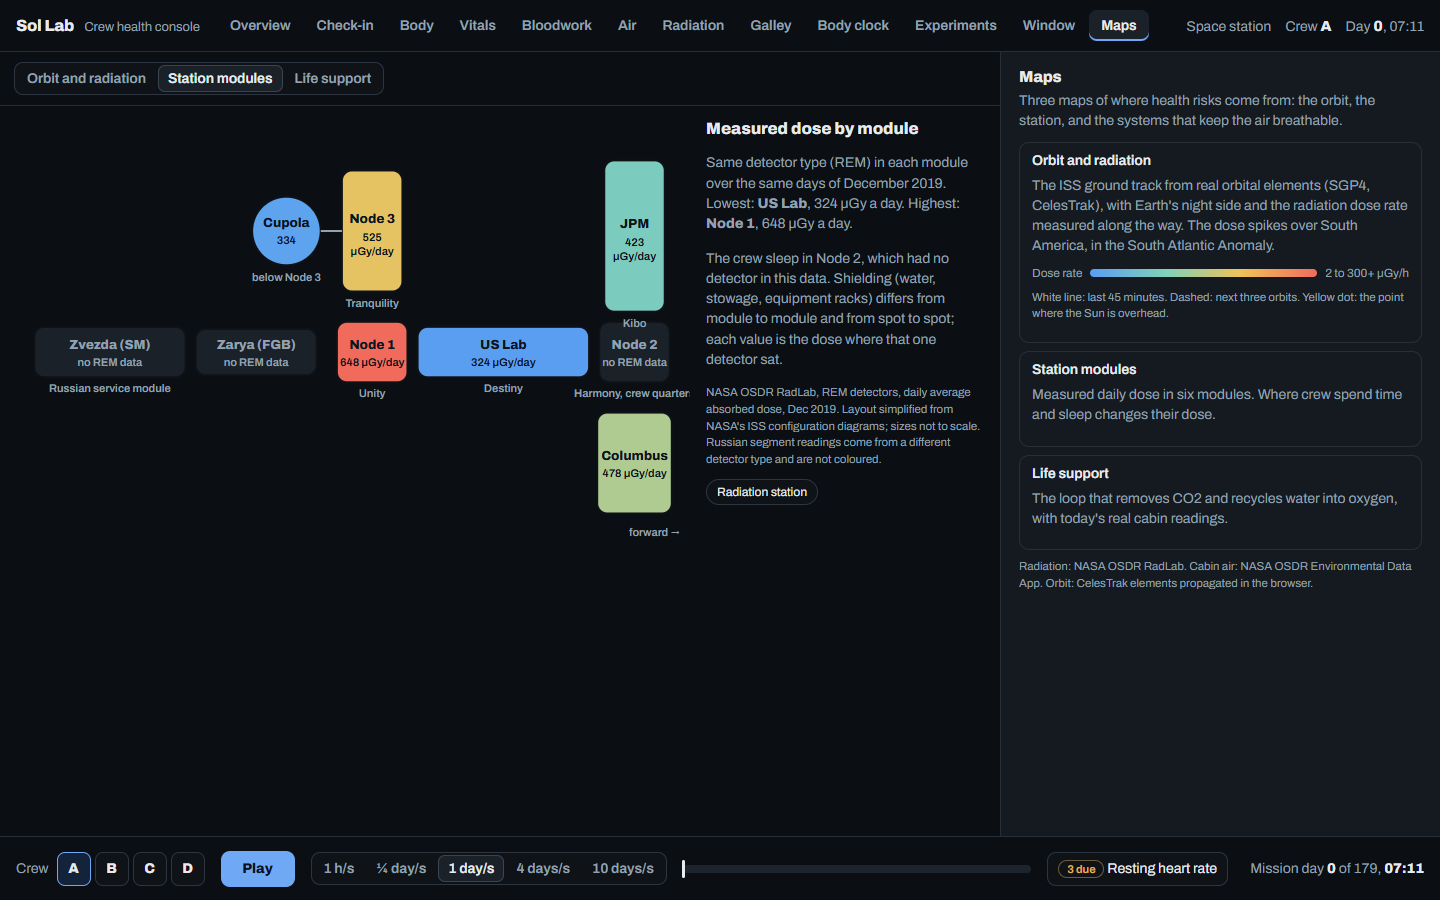 Sol Lab Crew health console Overview Check-in Body Vitals Bloodwork Air Radiation Galley Body clock Experiments Window Maps Space station Crew A Day 0, 07:11
Orbit and radiation Station modules Life support
Cupola
334
below Node 3
Node 3
525
µGy/day
Tranquility
JPM
423
µGy/day
Kibo
Zvezda (SM)
no REM data
Russian service module
Zarya (FGB)
no REM data
Node 1
648 µGy/day
Unity
US Lab
324 µGy/day
Destiny
Node 2
no REM data
Harmony, crew quarter
Columbus
478 µGy/day
forward →
Measured dose by module
Same detector type (REM) in each module
over the same days of December 2019.
Lowest: US Lab, 324 µGy a day. Highest:
Node 1, 648 µGy a day.
The crew sleep in Node 2, which had no
detector in this data. Shielding (water,
stowage, equipment racks) differs from
module to module and from spot to spot;
each value is the dose where that one
detector sat.
NASA OSDR RadLab, REM detectors, daily average
absorbed dose, Dec 2019. Layout simplified from
NASA's ISS configuration diagrams; sizes not to scale.
Russian segment readings come from a different
detector type and are not coloured.
Radiation station
Maps
Three maps of where health risks come from: the orbit, the
station, and the systems that keep the air breathable.
Orbit and radiation
The ISS ground track from real orbital elements (SGP4,
CelesTrak), with Earth's night side and the radiation dose rate
measured along the way. The dose spikes over South
America, in the South Atlantic Anomaly.
Dose rate 2 to 300+ µGy/h
White line: last 45 minutes. Dashed: next three orbits. Yellow dot: the point
where the Sun is overhead.
Station modules
Measured daily dose in six modules. Where crew spend time
and sleep changes their dose.
Life support
The loop that removes CO2 and recycles water into oxygen,
with today's real cabin readings.
Radiation: NASA OSDR RadLab. Cabin air: NASA OSDR Environmental Data
App. Orbit: CelesTrak elements propagated in the browser.
Crew A B C D Play 1 h/s ¼ day/s 1 day/s 4 days/s 10 days/s 3 due Resting heart rate Mission day 0 of 179, 07:11